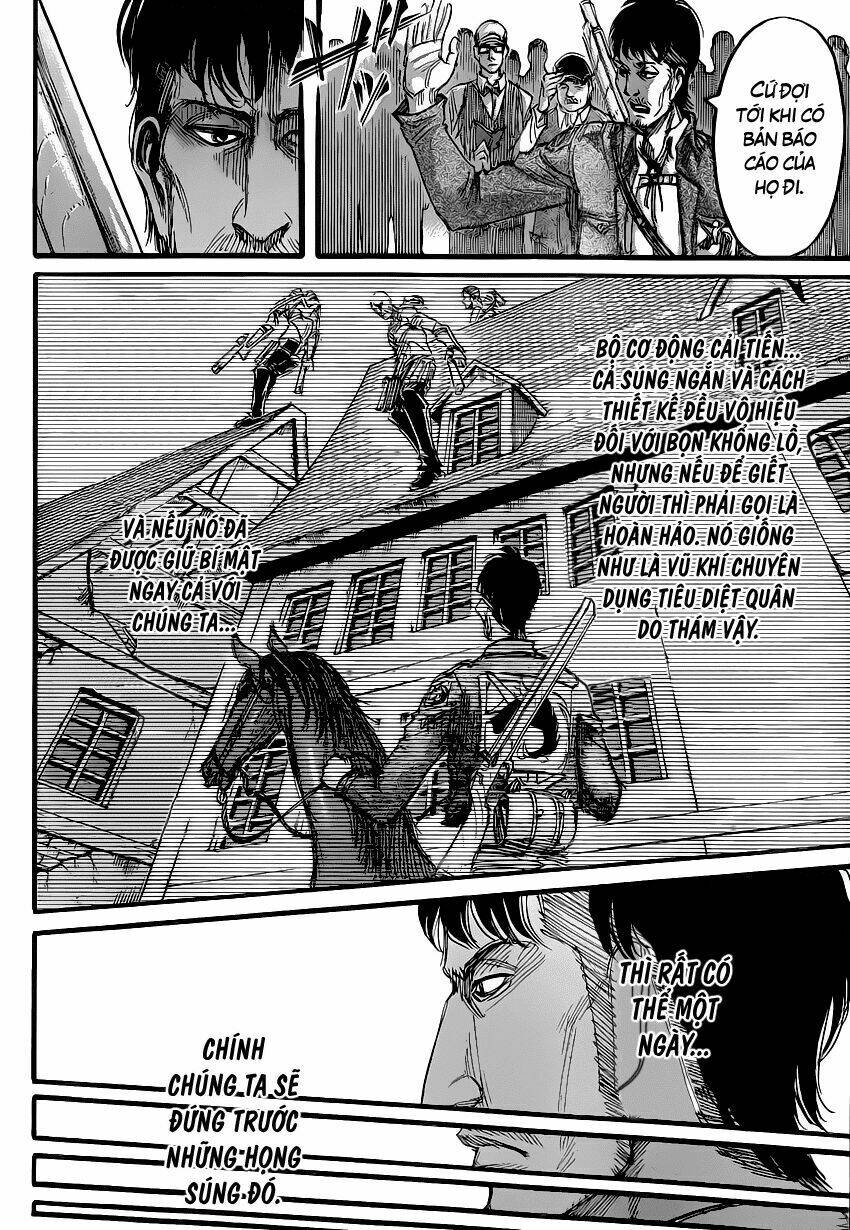 CỨ ĐỢI
TỚI KHI CÓ
BẢN BÁO
CÁO CỦA
HỌ ĐI.
BỘ CƠ ĐỘNG CẢI TIẾN...
CẢ SÚNG NGẮN VÀ CÁCH
THIẾT KẾ ĐỀU VÔ HIỆU
ĐỐI VỚI BỌN KHỔNG LỒ,
NHƯNG NẾU ĐỂ GIẾT
NGƯỜI THÌ PHẢI GỌI LÀ
HOÀN HẢO. NÓ GIỐNG
NHƯ LÀ VŨ KHÍ CHUYÊN
DỤNG TIÊU DIỆT QUÂN
DO THÁM VẬY.
VÀ NẾU NÓ ĐÃ
ĐƯỢC GIỮ BÍ MẬT
NGAY CẢ VỚI
CHÚNG TA...
THÌ RẤT CÓ
THỂ MỘT
NGÀY...
CHÍNH
CHÚNG TA SẼ
ĐỨNG TRƯỚC
NHỮNG HỌNG
SÚNG ĐÓ.